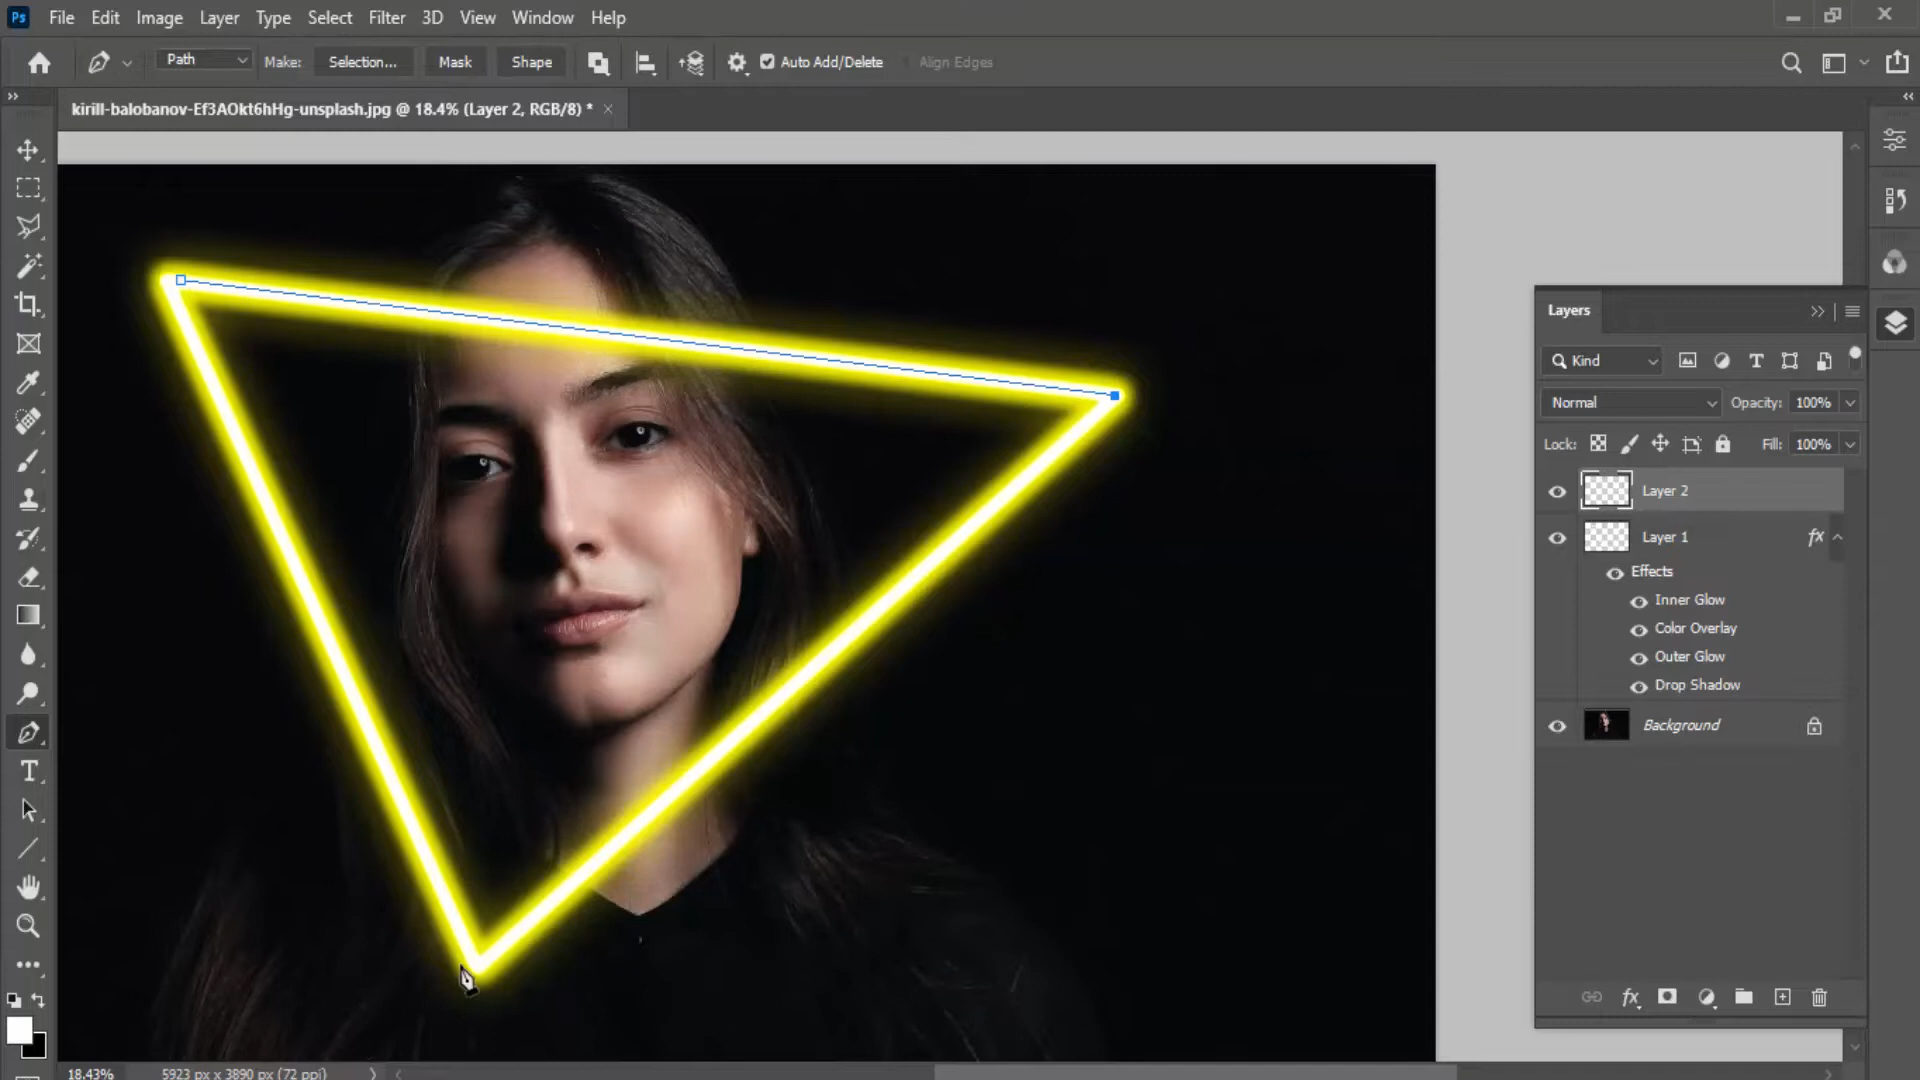 Ps File Edit Image Layer Type Select Filter 3D View Window Help
Path Make: Selection... Mask Shape Auto Add/Delete Align Edges
kirill-balobanov-Ef3AOkt6hHg-unsplash.jpg @ 18.4% (Layer 2, RGB/8) *
Layers
Kind
Normal Opacity: 100%
Lock: Fill: 100%
Layer 2
Layer 1 fx
Effects
Inner Glow
Color Overlay
Outer Glow
Drop Shadow
Background
fx
18.43% 5923 px x 3890 px (72 ppi)